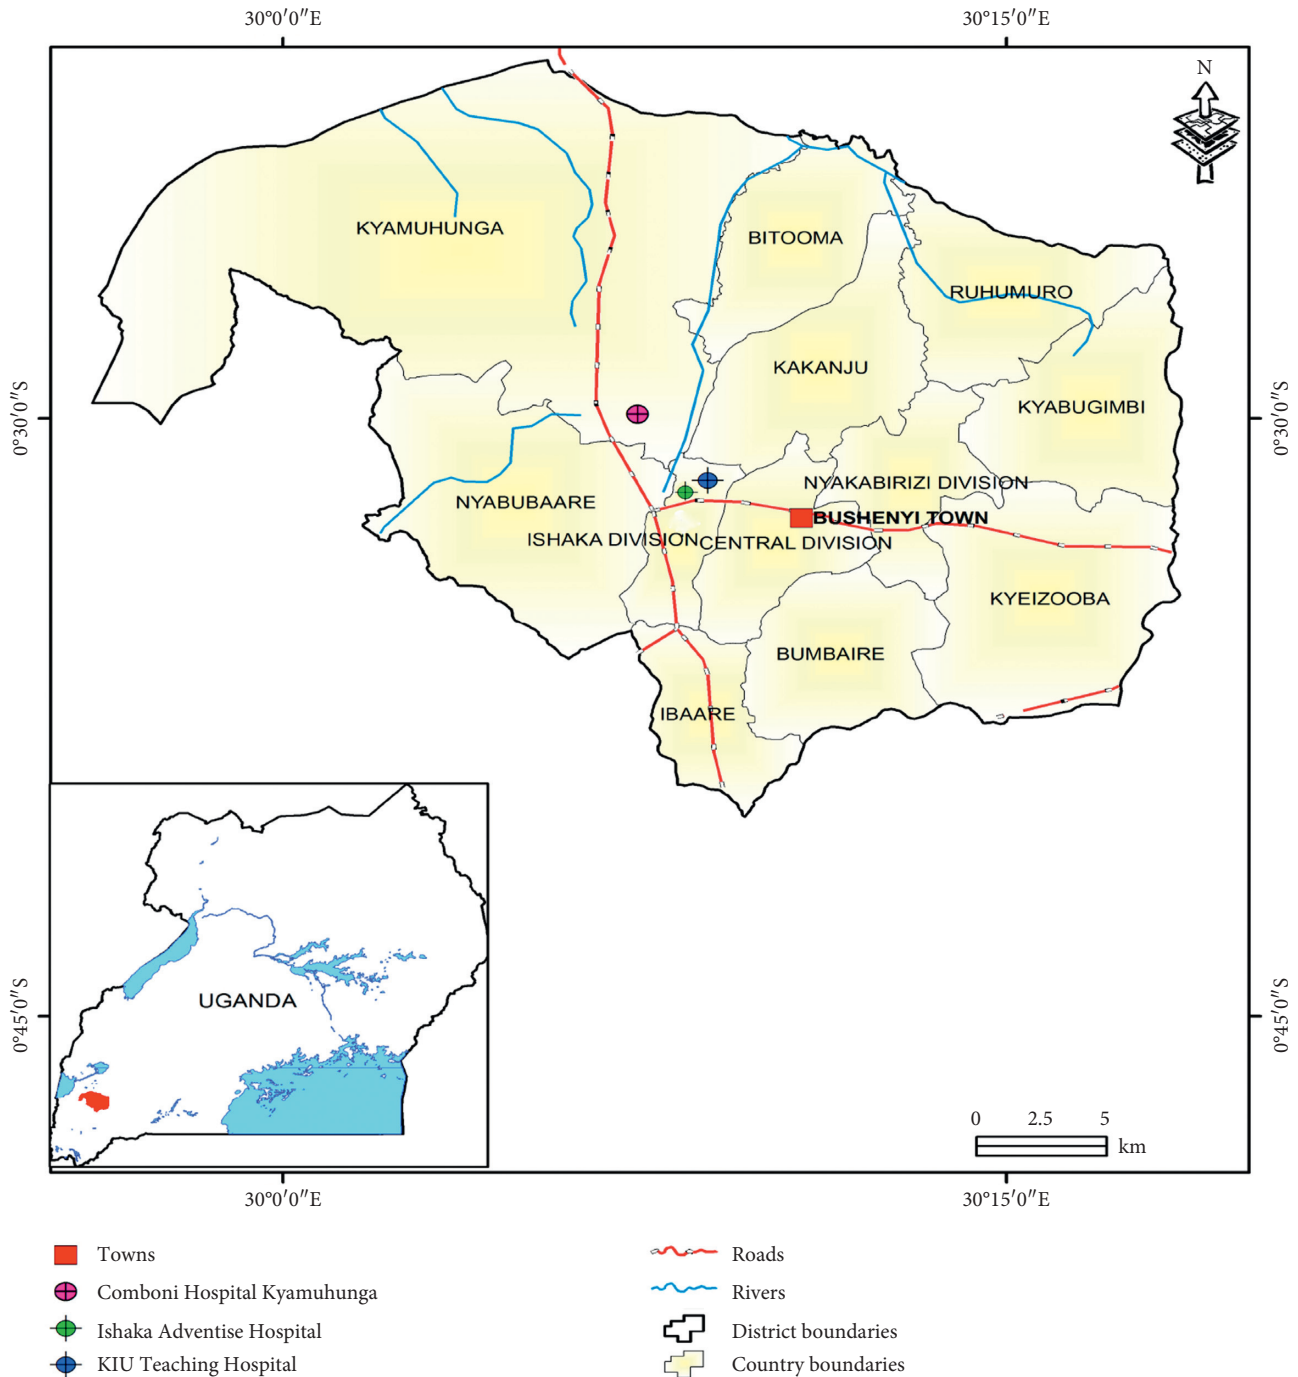 30°0′0″E
30°15′0″E
N
KYAMUHUNGA
BITOOMA
RUHUMURO
KAKANJU
KYABUGIMBI
0°30′0″S
0°30′0″S
NYABUBAARE
NYAKABIRIZI DIVISION
BUSHENYI TOWN
ISHAKA DIVISION
CENTRAL DIVISION
KYEIZOOBA
BUMBAIRE
IBAARE
UGANDA
0°45′0″S
0°45′0″S
0 2.5 5
km
30°0′0″E
30°15′0″E
Towns
Comboni Hospital Kyamuhunga
Ishaka Adventise Hospital
KIU Teaching Hospital
Roads
Rivers
District boundaries
Country boundaries